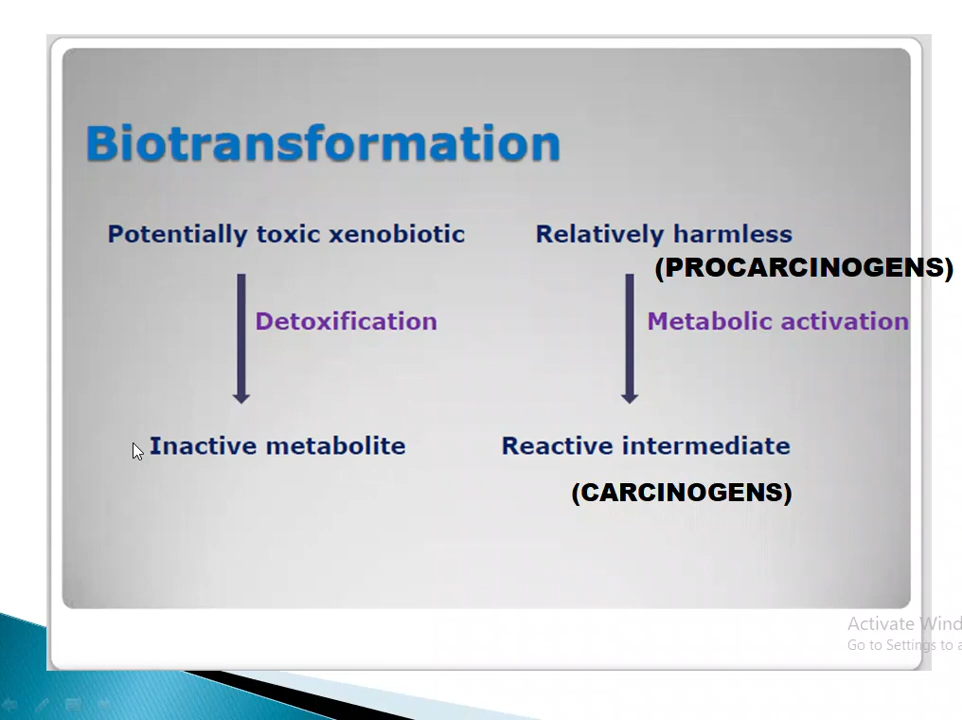 Biotransformation
Potentially toxic xenobiotic
Relatively harmless
(PROCARCINOGENS)
Detoxification
Metabolic activation
Inactive metabolite
Reactive intermediate
(CARCINOGENS)
Activate Wind
Go to Settings to a